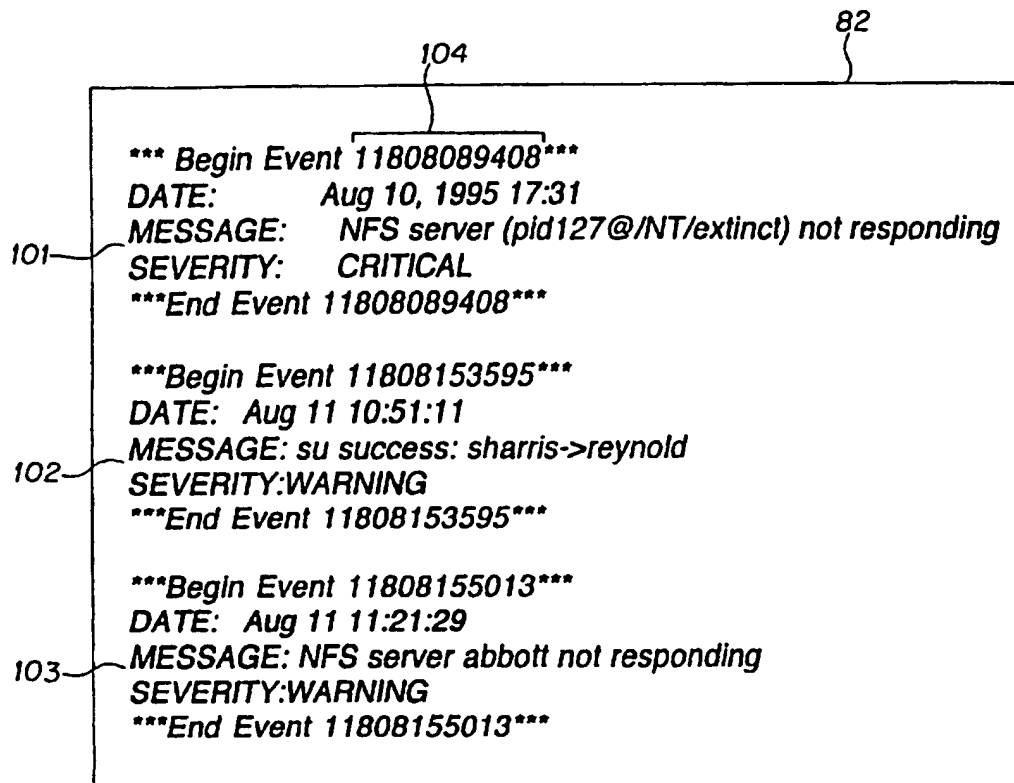 104
82
*** Begin Event 11808089408***
DATE: Aug 10, 1995 17:31
MESSAGE: NFS server (pid127@/NT/extinct) not responding
101
SEVERITY: CRITICAL
***End Event 11808089408***
***Begin Event 11808153595***
DATE: Aug 11 10:51:11
MESSAGE: su success: sharris->reynold
102
SEVERITY:WARNING
***End Event 11808153595***
***Begin Event 11808155013***
DATE: Aug 11 11:21:29
MESSAGE: NFS server abbott not responding
103
SEVERITY:WARNING
***End Event 11808155013***